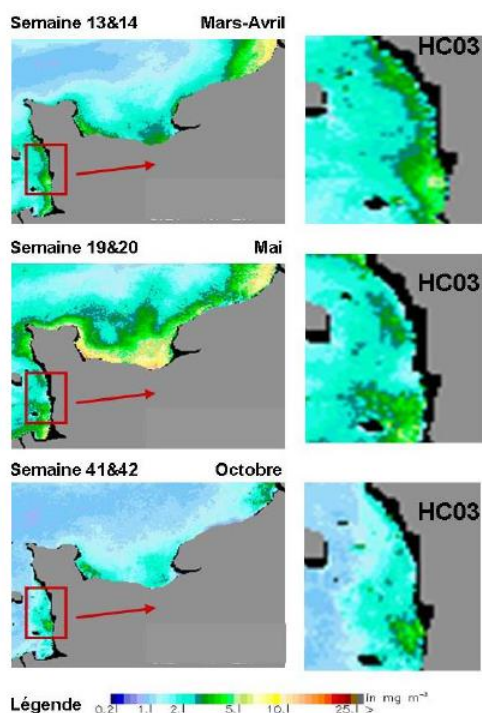 Semaine 13&14 Mars-Avril
HC03
Semaine 19&20 Mai
HC03
Semaine 41&42 Octobre
HC03
Légende 0.2 1.1 2.1 5.1 10.1 25.1 > in mg m⁻³